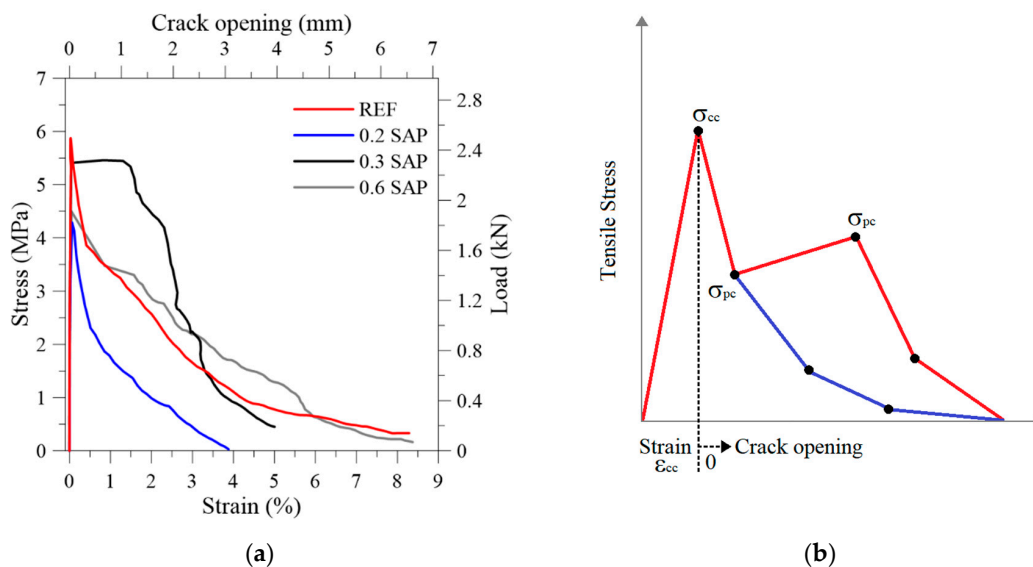 Crack opening (mm)
0 1 2 3 4 5 6 7
Stress (MPa)
7
6
5
4
3
2
1
0
REF
0.2 SAP
0.3 SAP
0.6 SAP
Load (kN)
2.8
2.4
2
1.6
1.2
0.8
0.4
0
0 1 2 3 4 5 6 7 8 9
Strain (%)
(a)
Tensile Stress
σcc
σpc
σpc
Strain 0 Crack opening
εcc
(b)